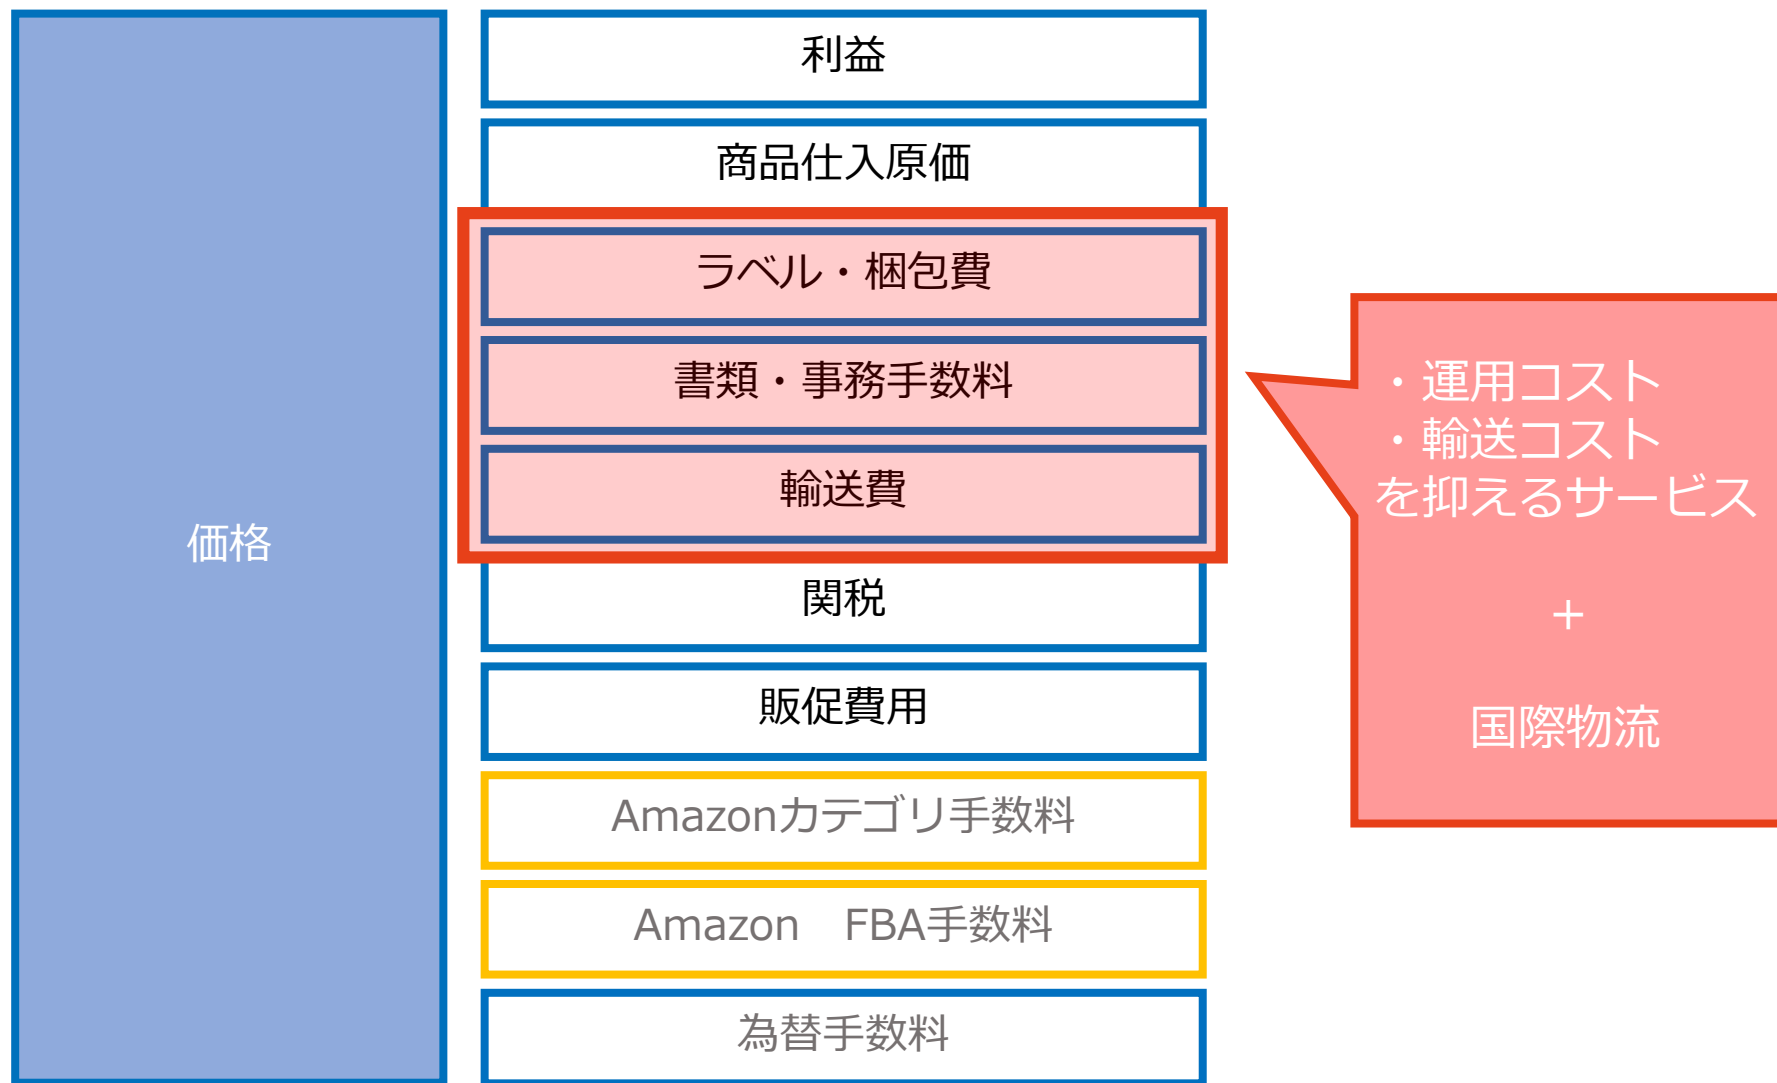 価格
利益
商品仕入原価
ラベル・梱包費
書類・事務手数料
輸送費
関税
販促費用
Amazonカテゴリ手数料
Amazon　FBA手数料
為替手数料
・運用コスト
・輸送コスト
を抑えるサービス
＋
国際物流